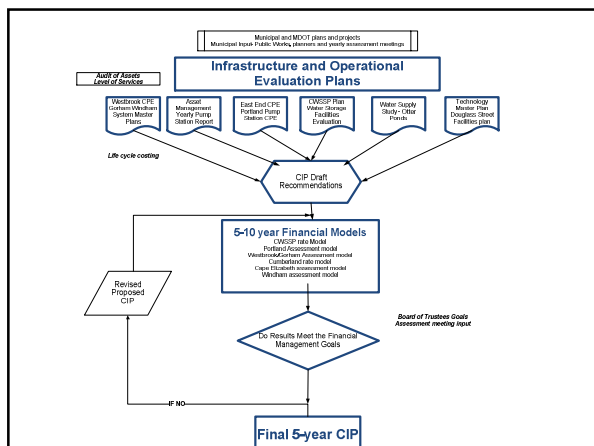 Municipal and MDOT plans and projects
Municipal Input- Public Works, planners and yearly assessment meetings
Infrastructure and Operational
Evaluation Plans
Audit of Assets
Level of Services
Westbrook CPE
Gorham Windham
System Master
Plans
Asset
Management
Yearly Pump
Station Report
East End CPE
Portland Pump
Station CPE
CWSSP Plan
Water Storage
Facilities
Evaluation
Water Supply
Study- Otter
Ponds
Technology
Master Plan
Douglass Street
Facilities plan
Life cycle costing
CIP Draft
Recommendations
5-10 year Financial Models
CWSSP rate Model
Portland Assessment model
Westbrook/Gorham Assessment model
Cumberland rate model
Cape Elizabeth assessment model
Windham assessment model
Revised
Proposed
CIP
Board of Trustees Goals
Assessment meeting input
Do Results Meet the
Financial
Management Goals
IF NO
Final 5-year CIP